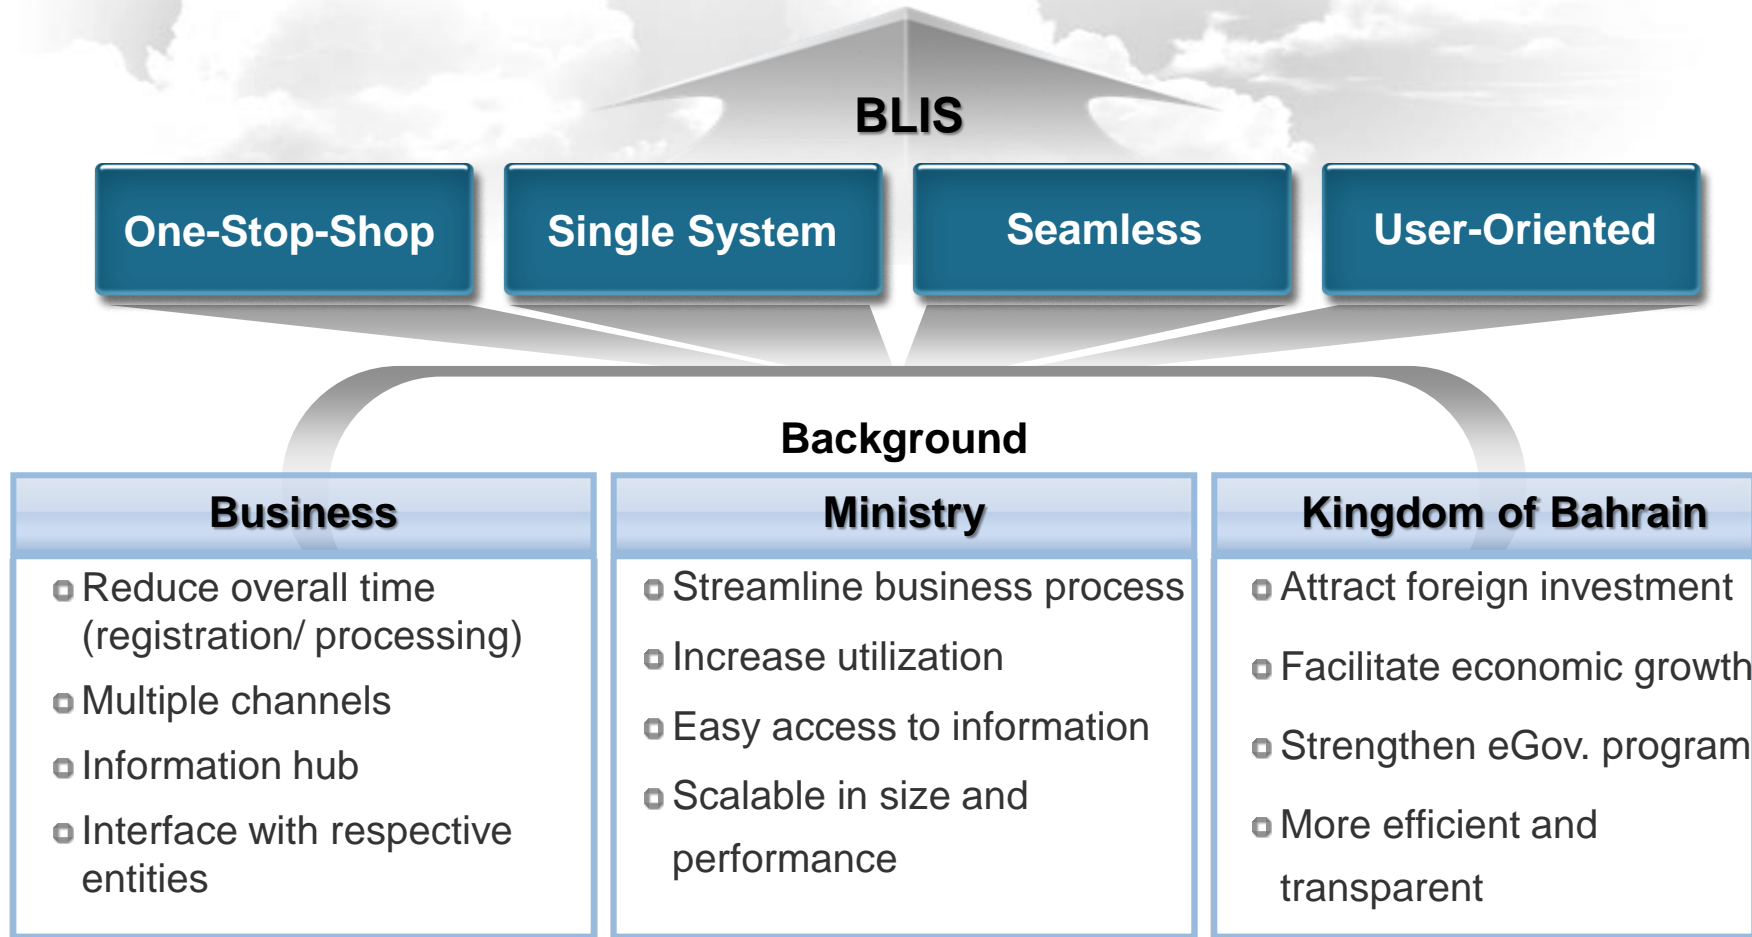 BLIS
One-Stop-Shop
Single System
Seamless
User-Oriented
Background
Business
Reduce overall time
(registration/ processing)
Multiple channels
Information hub
Interface with respective
entities
Ministry
Streamline business process
Increase utilization
Easy access to information
Scalable in size and
performance
Kingdom of Bahrain
Attract foreign investment
Facilitate economic growth
Strengthen eGov. program
More efficient and
transparent